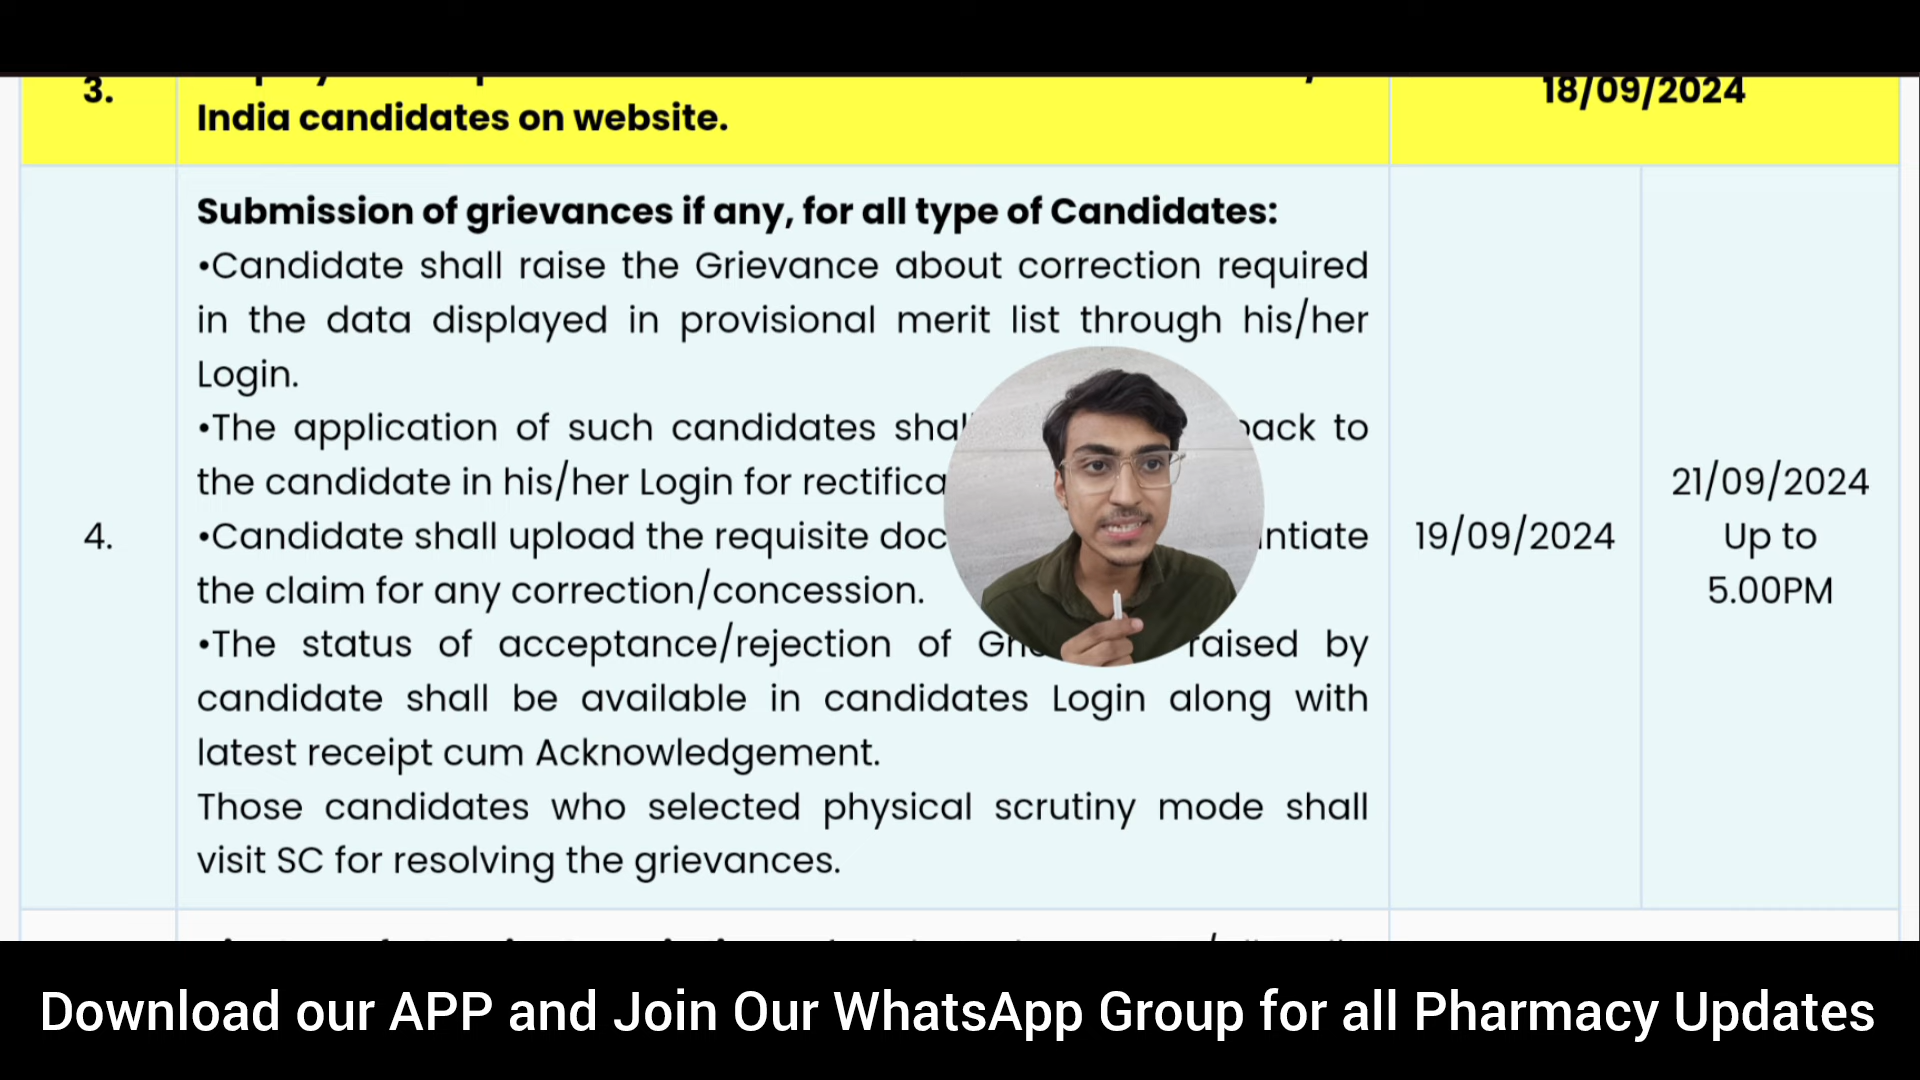 3.
India candidates on website.
18/09/2024
4.
Submission of grievances if any, for all type of Candidates:
•Candidate shall raise the Grievance about correction required
in the data displayed in provisional merit list through his/her
Login.
•The application of such candidates back to
the candidate in his/her Login for
•Candidate shall upload the requisite
the claim for any correction/concession.
•The status of acceptance/rejection of raised by
candidate shall be available in candidates Login along with
latest receipt cum Acknowledgement.
Those candidates who selected physical scrutiny mode shall
visit SC for resolving the grievances.
19/09/2024
21/09/2024
Up to
5.00PM
Download our APP and Join Our WhatsApp Group for all Pharmacy Updates